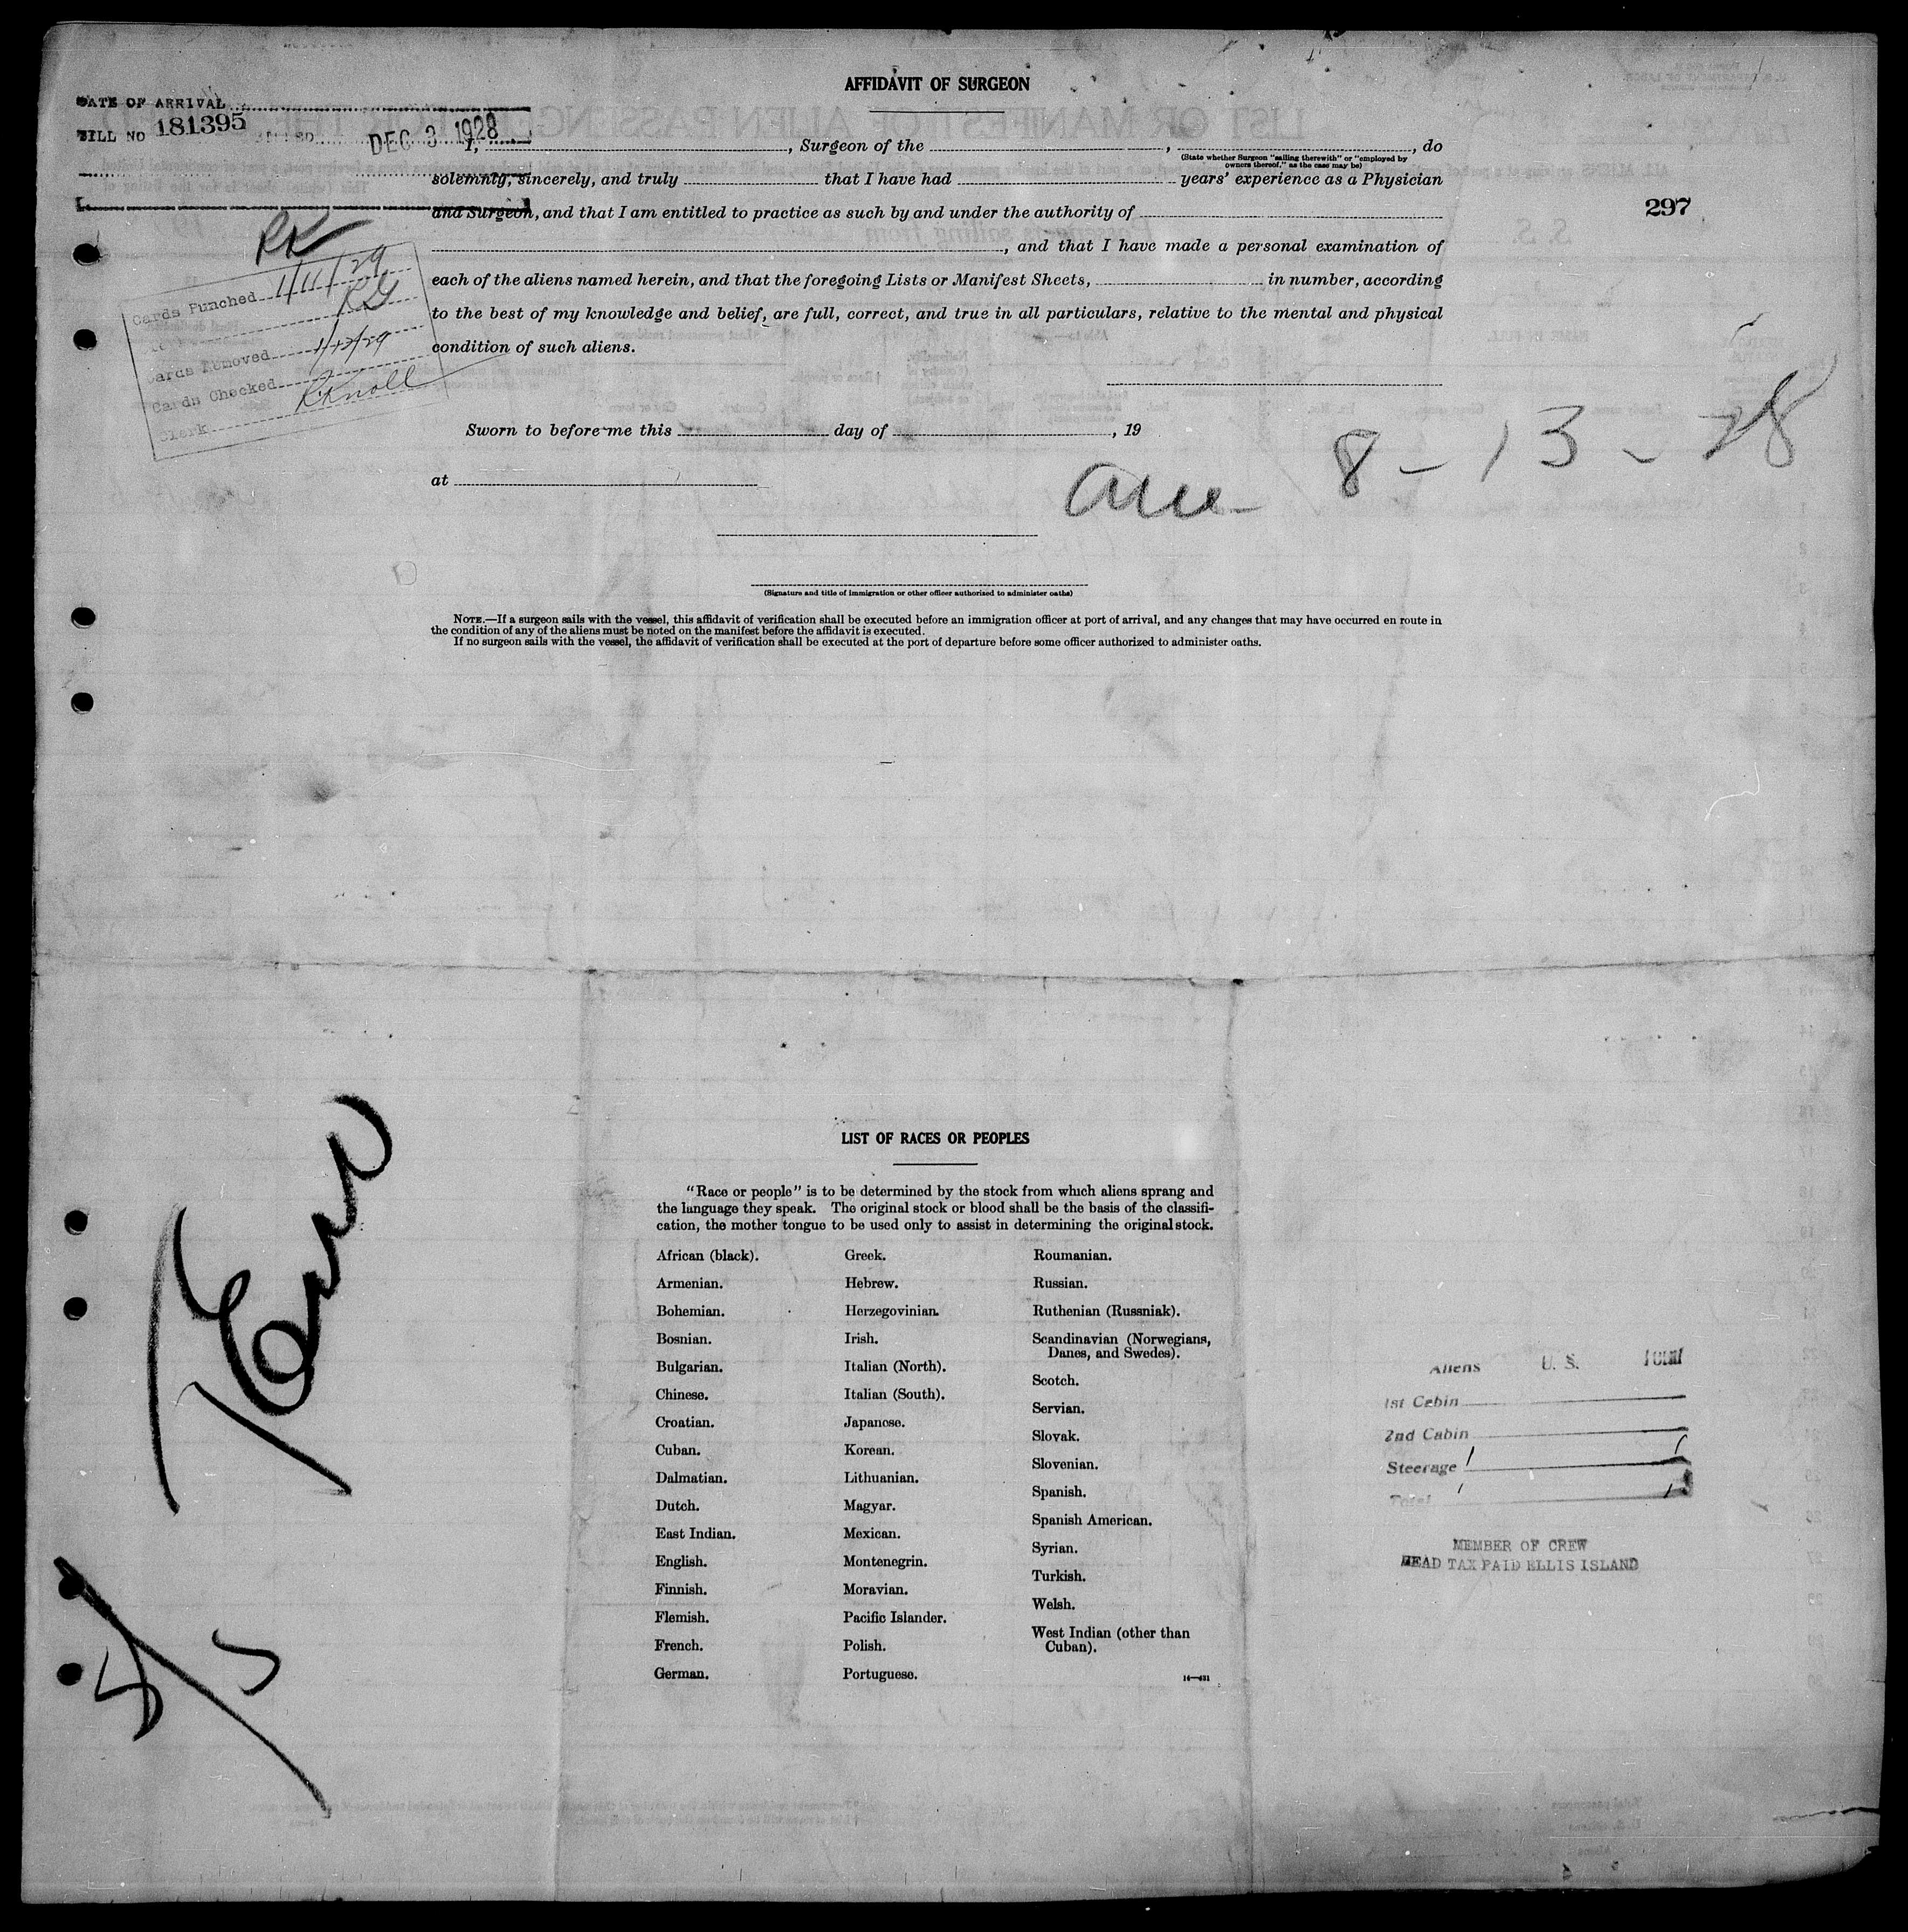 AFFIDAVIT OF SURGEON
DATE OF ARRIVAL
BILL NO 181395 DEC 3 1928
I, , Surgeon of the , , do
(State whether Surgeon "sailing therewith" or "employed by
owners thereof," as the case may be)
solemnly, sincerely, and truly that I have had years' experience as a Physician
and Surgeon, and that I am entitled to practice as such by and under the authority of
297
, and that I have made a personal examination of
each of the aliens named herein, and that the foregoing Lists or Manifest Sheets, in number, according
to the best of my knowledge and belief, are full, correct, and true in all particulars, relative to the mental and physical
condition of such aliens.
RK
Cards Punched 1/11/29
RG
Cards Removed 1/12/29
Cards Checked R Knoll
Clerk
Sworn to before me this day of , 19
at
8-13-28
(Signature and title of immigration or other officer authorized to administer oaths)
NOTE.—If a surgeon sails with the vessel, this affidavit of verification shall be executed before an immigration officer at port of arrival, and any changes that may have occurred en route in
the condition of any of the aliens must be noted on the manifest before the affidavit is executed.
If no surgeon sails with the vessel, the affidavit of verification shall be executed at the port of departure before some officer authorized to administer oaths.
LIST OF RACES OR PEOPLES
"Race or people" is to be determined by the stock from which aliens sprang and
the language they speak. The original stock or blood shall be the basis of the classifi-
cation, the mother tongue to be used only to assist in determining the original stock.
African (black).
Armenian.
Bohemian.
Bosnian.
Bulgarian.
Chinese.
Croatian.
Cuban.
Dalmatian.
Dutch.
East Indian.
English.
Finnish.
Flemish.
French.
German.
Greek.
Hebrew.
Herzegovinian.
Irish.
Italian (North).
Italian (South).
Japanese.
Korean.
Lithuanian.
Magyar.
Mexican.
Montenegrin.
Moravian.
Pacific Islander.
Polish.
Portuguese.
Roumanian.
Russian.
Ruthenian (Russniak).
Scandinavian (Norwegians,
Danes, and Swedes).
Scotch.
Servian.
Slovak.
Slovenian.
Spanish.
Spanish American.
Syrian.
Turkish.
Welsh.
West Indian (other than
Cuban).
16—431
Aliens U. S. Total
1st Cabin
2nd Cabin
Steerage 1 1
Total 1 1
MEMBER OF CREW
HEAD TAX PAID ELLIS ISLAND